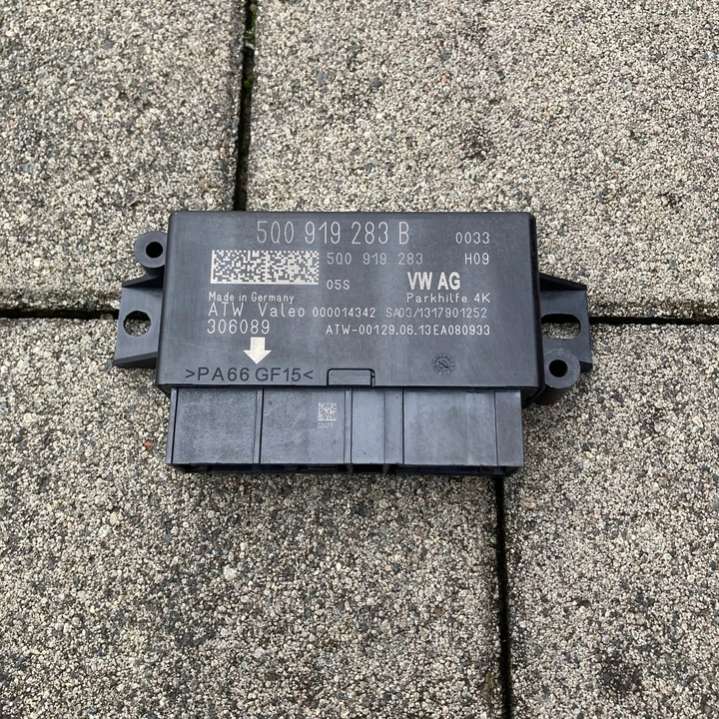 5Q0 919 283 B 0033
5Q0 919 283 H09
05S VW AG
Made in Germany Parkhilfe 4K
ATW Valeo 000014342 SA03/1317901252
306089 ATW-00129.06.13EA080933
>PA66 GF15<